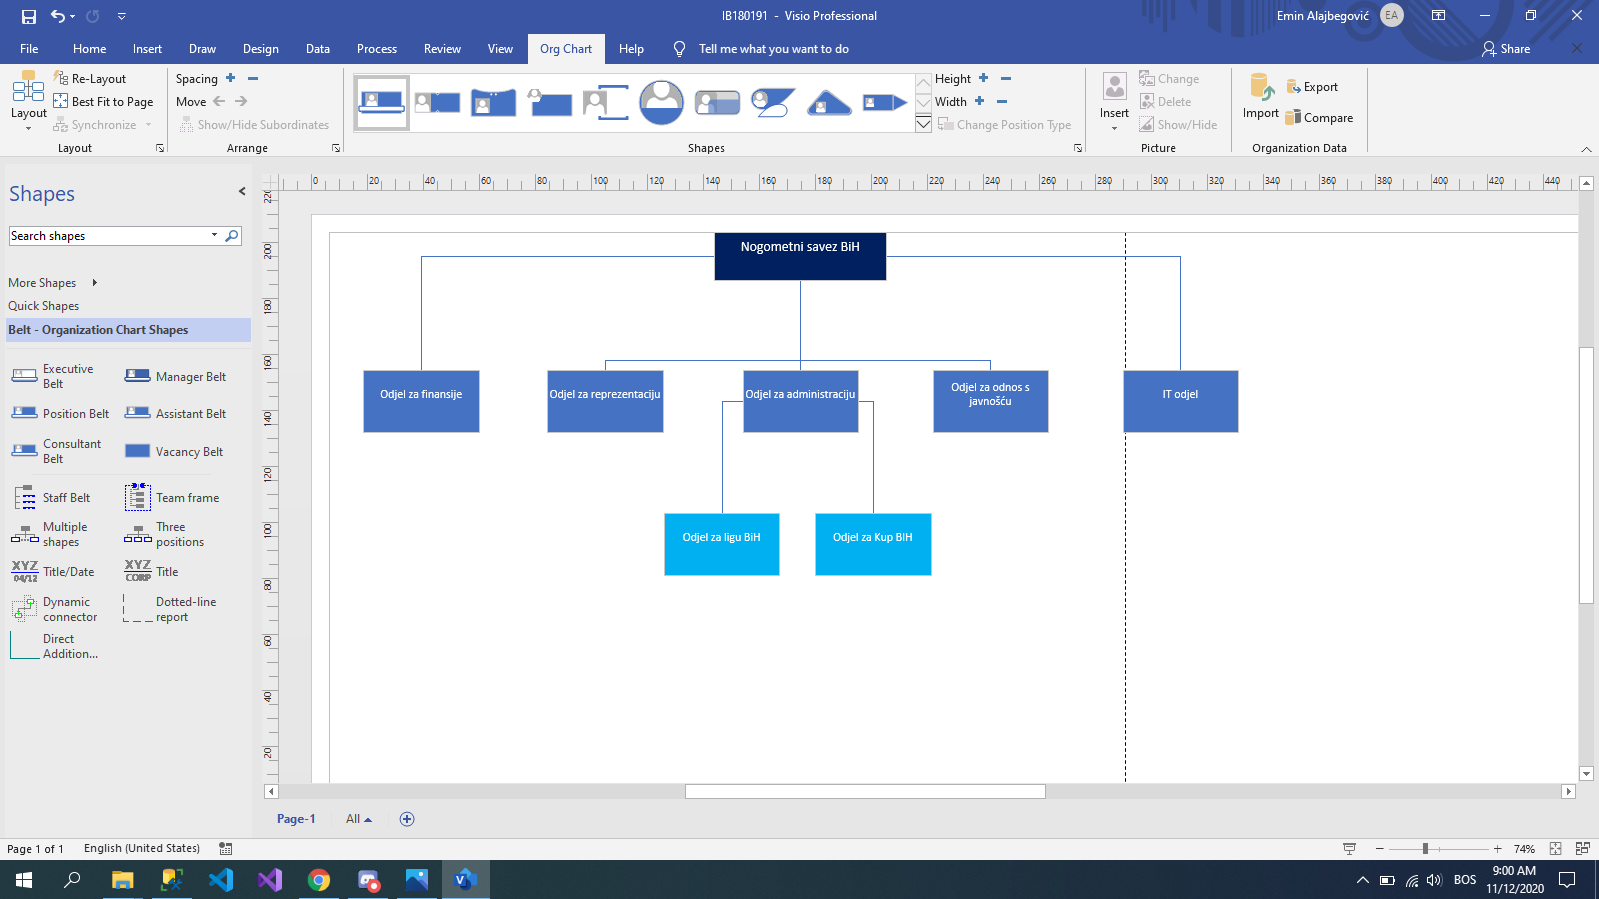 IB180191 - Visio Professional
Emin Alajbegović
EA
File
Home
Insert
Draw
Design
Data
Process
Review
View
Org Chart
Help
Tell me what you want to do
Share
Layout
Re-Layout
Best Fit to Page
Synchronize
Layout
Spacing
Move
Show/Hide Subordinates
Arrange
Shapes
Height
Width
Change Position Type
Insert
Change
Delete
Show/Hide
Picture
Import
Export
Compare
Organization Data
Shapes
Search shapes
More Shapes
Quick Shapes
Belt - Organization Chart Shapes
Executive
Belt
Manager Belt
Position Belt
Assistant Belt
Consultant
Belt
Vacancy Belt
Staff Belt
Team frame
Multiple
shapes
Three
positions
XYZ
04/12
Title/Date
XYZ
CORP
Title
Dynamic
connector
Dotted-line
report
Direct
Addition...
0 20 40 60 80 100 120 140 160 180 200 220 240 260 280 300 320 340 360 380 400 420 440
220
200
180
160
140
120
100
80
60
40
20
Nogometni savez BiH
Odjel za finansije
Odjel za reprezentaciju
Odjel za administraciju
Odjel za odnos s
javnošću
IT odjel
Odjel za ligu BiH
Odjel za Kup BIH
Page-1
All
Page 1 of 1
English (United States)
74%
BOS
9:00 AM
11/12/2020